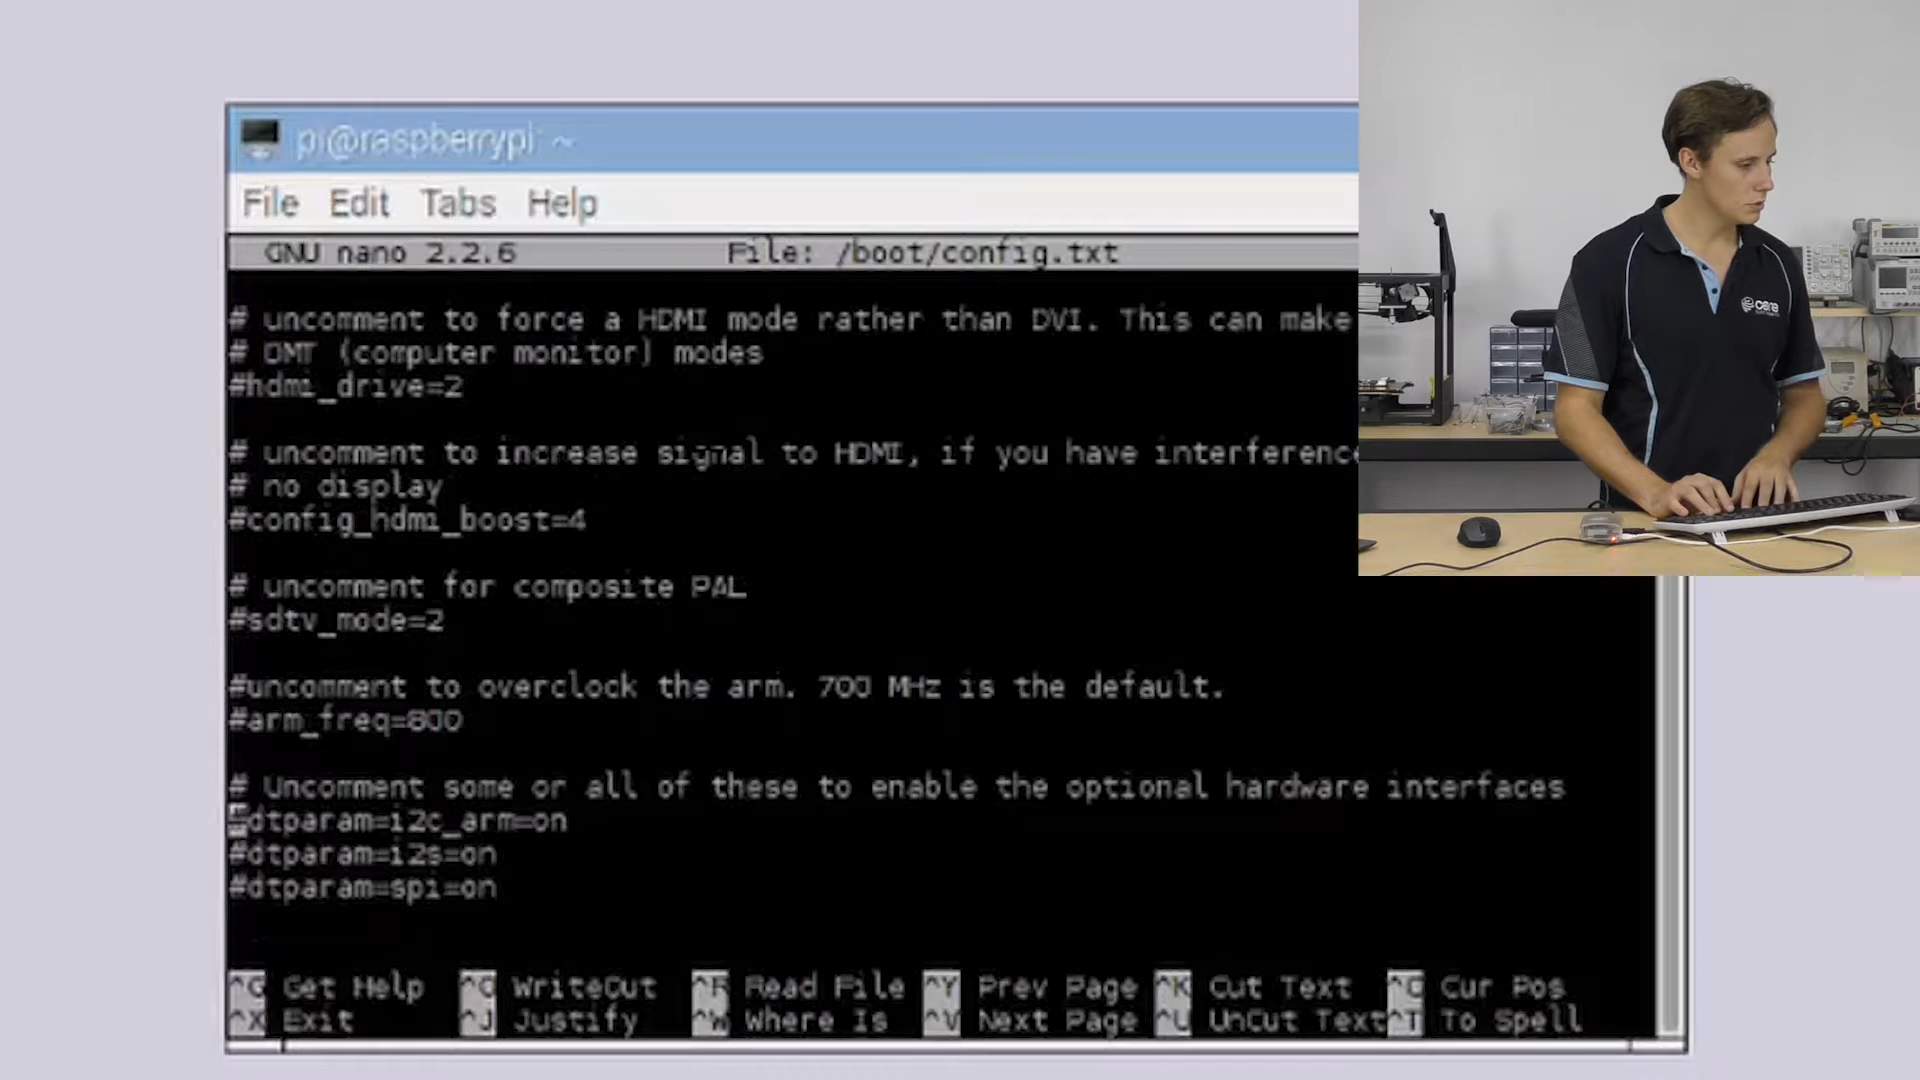 pi@raspberrypi: ~
File Edit Tabs Help
GNU nano 2.2.6 File: /boot/config.txt
# uncomment to force a HDMI mode rather than DVI. This can make
# DMT (computer monitor) modes
#hdmi_drive=2
# uncomment to increase signal to HDMI, if you have interference
# no display
#config_hdmi_boost=4
# uncomment for composite PAL
#sdtv_mode=2
#uncomment to overclock the arm. 700 MHz is the default.
#arm_freq=800
# Uncomment some or all of these to enable the optional hardware interfaces
#dtparam=i2c_arm=on
#dtparam=i2s=on
#dtparam=spi=on
^G Get Help ^O WriteOut ^R Read File ^Y Prev Page ^K Cut Text ^C Cur Pos
^X Exit ^J Justify ^W Where Is ^V Next Page ^U UnCut Text ^T To Spell
core